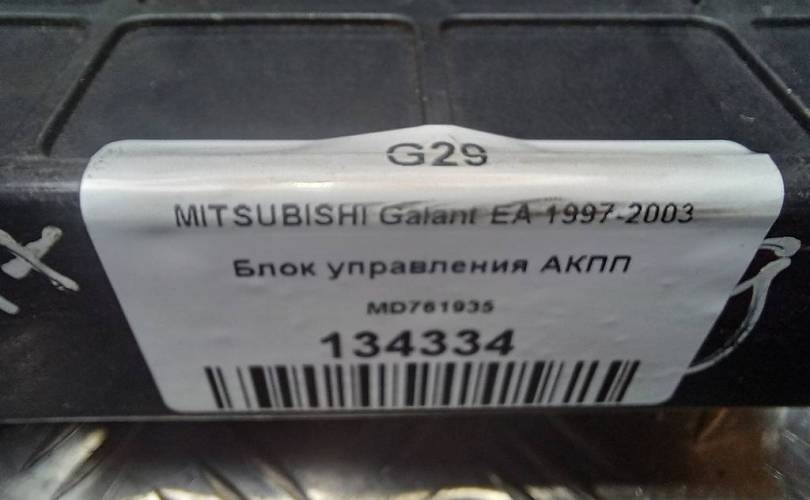 G29
MITSUBISHI Galant EA 1997-2003
Блок управления АКПП
MD761935
134334